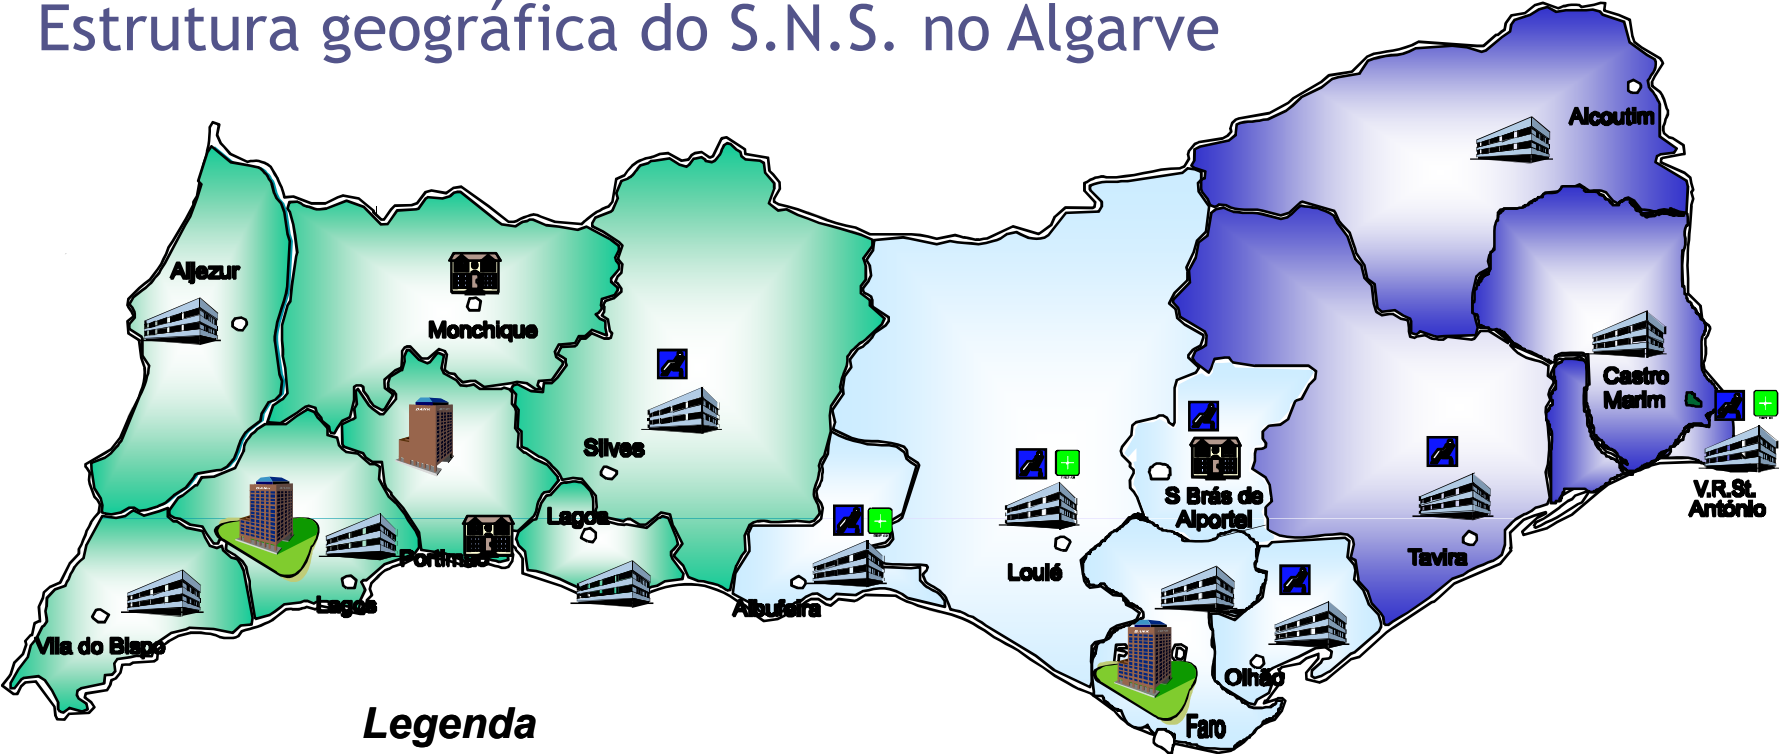 Estrutura geográfica do S.N.S. no Algarve
Alcoutim
Aljezur
Monchique
Castro
Marim
Silves
V.R.St.
António
S Brás de
Alportel
Lagoa
Portimão
Tavira
Loulé
Lagos
Albufeira
Vila do Bispo
Olhão
Faro
Legenda